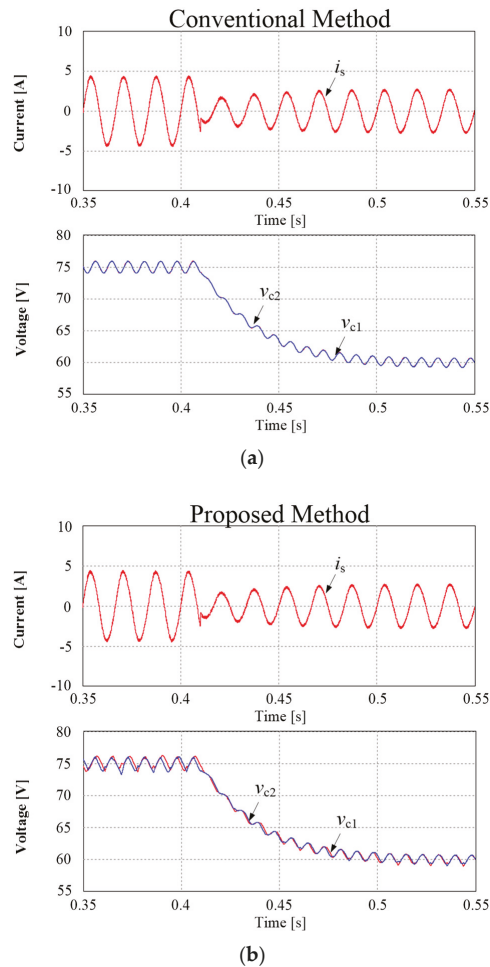 Conventional Method
Current [A]
10
5
0
-5
-10
i_s
0.35 0.4 0.45 0.5 0.55
Time [s]
Voltage [V]
80
75
70
65
60
55
v_c2
v_c1
0.35 0.4 0.45 0.5 0.55
Time [s]
(a)
Proposed Method
Current [A]
10
5
0
-5
-10
i_s
0.35 0.4 0.45 0.5 0.55
Time [s]
Voltage [V]
80
75
70
65
60
55
v_c2
v_c1
0.35 0.4 0.45 0.5 0.55
Time [s]
(b)